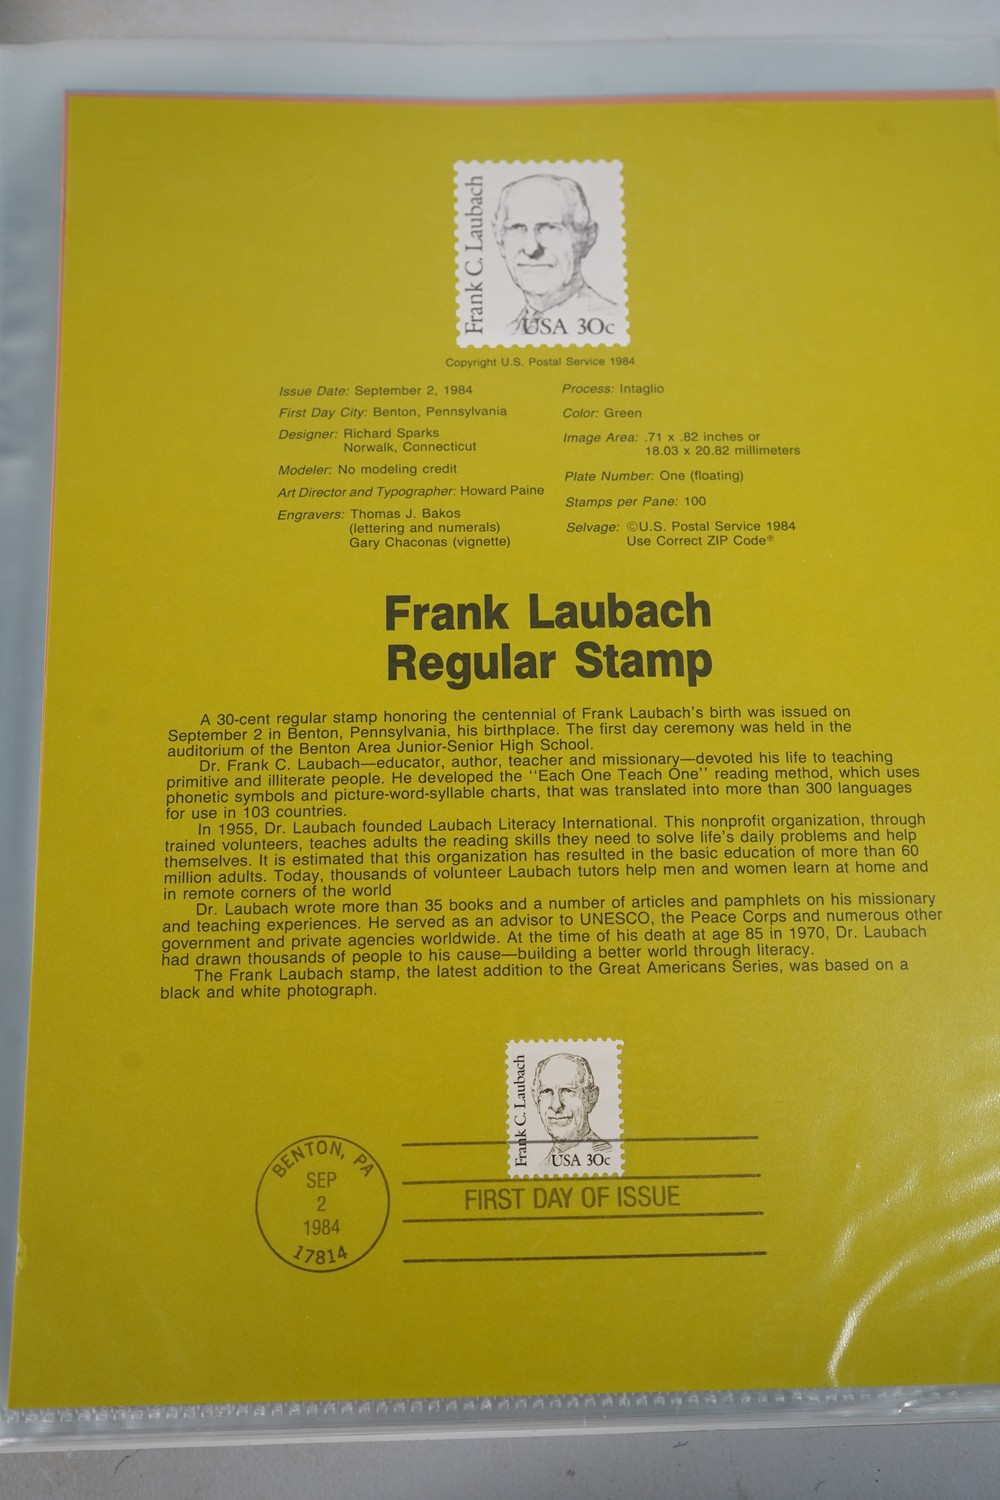 Frank C. Laubach
USA 30c
Copyright U.S. Postal Service 1984
Issue Date: September 2, 1984
First Day City: Benton, Pennsylvania
Designer: Richard Sparks
Norwalk, Connecticut
Modeler: No modeling credit
Art Director and Typographer: Howard Paine
Engravers: Thomas J. Bakos
(lettering and numerals)
Gary Chaconas (vignette)
Process: Intaglio
Color: Green
Image Area: .71 x .82 inches or
18.03 x 20.82 millimeters
Plate Number: One (floating)
Stamps per Pane: 100
Selvage: ©U.S. Postal Service 1984
Use Correct ZIP Code®
Frank Laubach
Regular Stamp
A 30-cent regular stamp honoring the centennial of Frank Laubach's birth was issued on
September 2 in Benton, Pennsylvania, his birthplace. The first day ceremony was held in the
auditorium of the Benton Area Junior-Senior High School.
Dr. Frank C. Laubach—educator, author, teacher and missionary—devoted his life to teaching
primitive and illiterate people. He developed the "Each One Teach One" reading method, which uses
phonetic symbols and picture-word-syllable charts, that was translated into more than 300 languages
for use in 103 countries.
In 1955, Dr. Laubach founded Laubach Literacy International. This nonprofit organization, through
trained volunteers, teaches adults the reading skills they need to solve life's daily problems and help
themselves. It is estimated that this organization has resulted in the basic education of more than 60
million adults. Today, thousands of volunteer Laubach tutors help men and women learn at home and
in remote corners of the world
Dr. Laubach wrote more than 35 books and a number of articles and pamphlets on his missionary
and teaching experiences. He served as an advisor to UNESCO, the Peace Corps and numerous other
government and private agencies worldwide. At the time of his death at age 85 in 1970, Dr. Laubach
had drawn thousands of people to his cause—building a better world through literacy.
The Frank Laubach stamp, the latest addition to the Great Americans Series, was based on a
black and white photograph.
Frank C. Laubach
USA 30c
BENTON, PA
SEP
2
1984
17814
FIRST DAY OF ISSUE